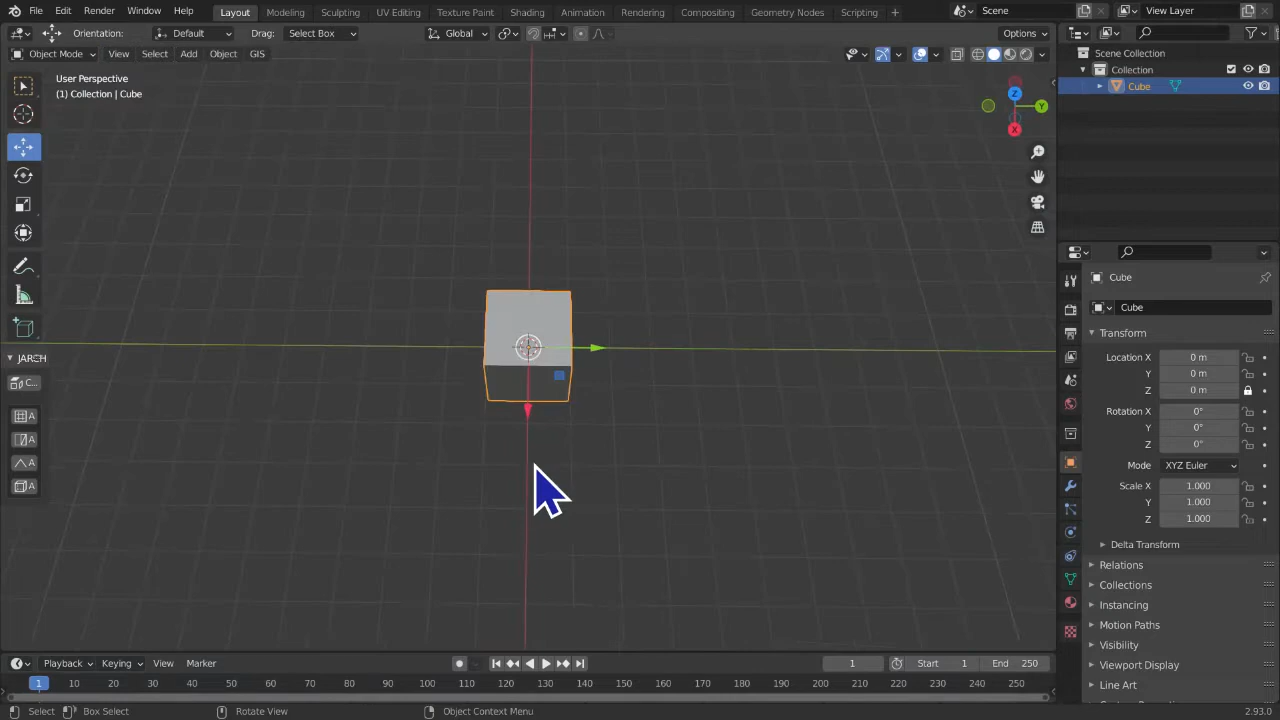 File Edit Render Window Help Layout Modeling Sculpting UV Editing Texture Paint Shading Animation Rendering Compositing Geometry Nodes Scripting + Scene View Layer
Orientation: Default Drag: Select Box Global Options
Object Mode View Select Add Object GIS
Scene Collection
Collection
Cube
User Perspective
(1) Collection | Cube
Z
Y
X
JARCH
C...
A
A
A
A
Cube
Cube
Transform
Location X 0 m
Y 0 m
Z 0 m
Rotation X 0°
Y 0°
Z 0°
Mode XYZ Euler
Scale X 1.000
Y 1.000
Z 1.000
Delta Transform
Relations
Collections
Instancing
Motion Paths
Visibility
Viewport Display
Line Art
Playback Keying View Marker 1 Start 1 End 250
1 10 20 30 40 50 60 70 80 90 100 110 120 130 140 150 160 170 180 190 200 210 220 230 240 250
Select Box Select Rotate View Object Context Menu 2.93.0